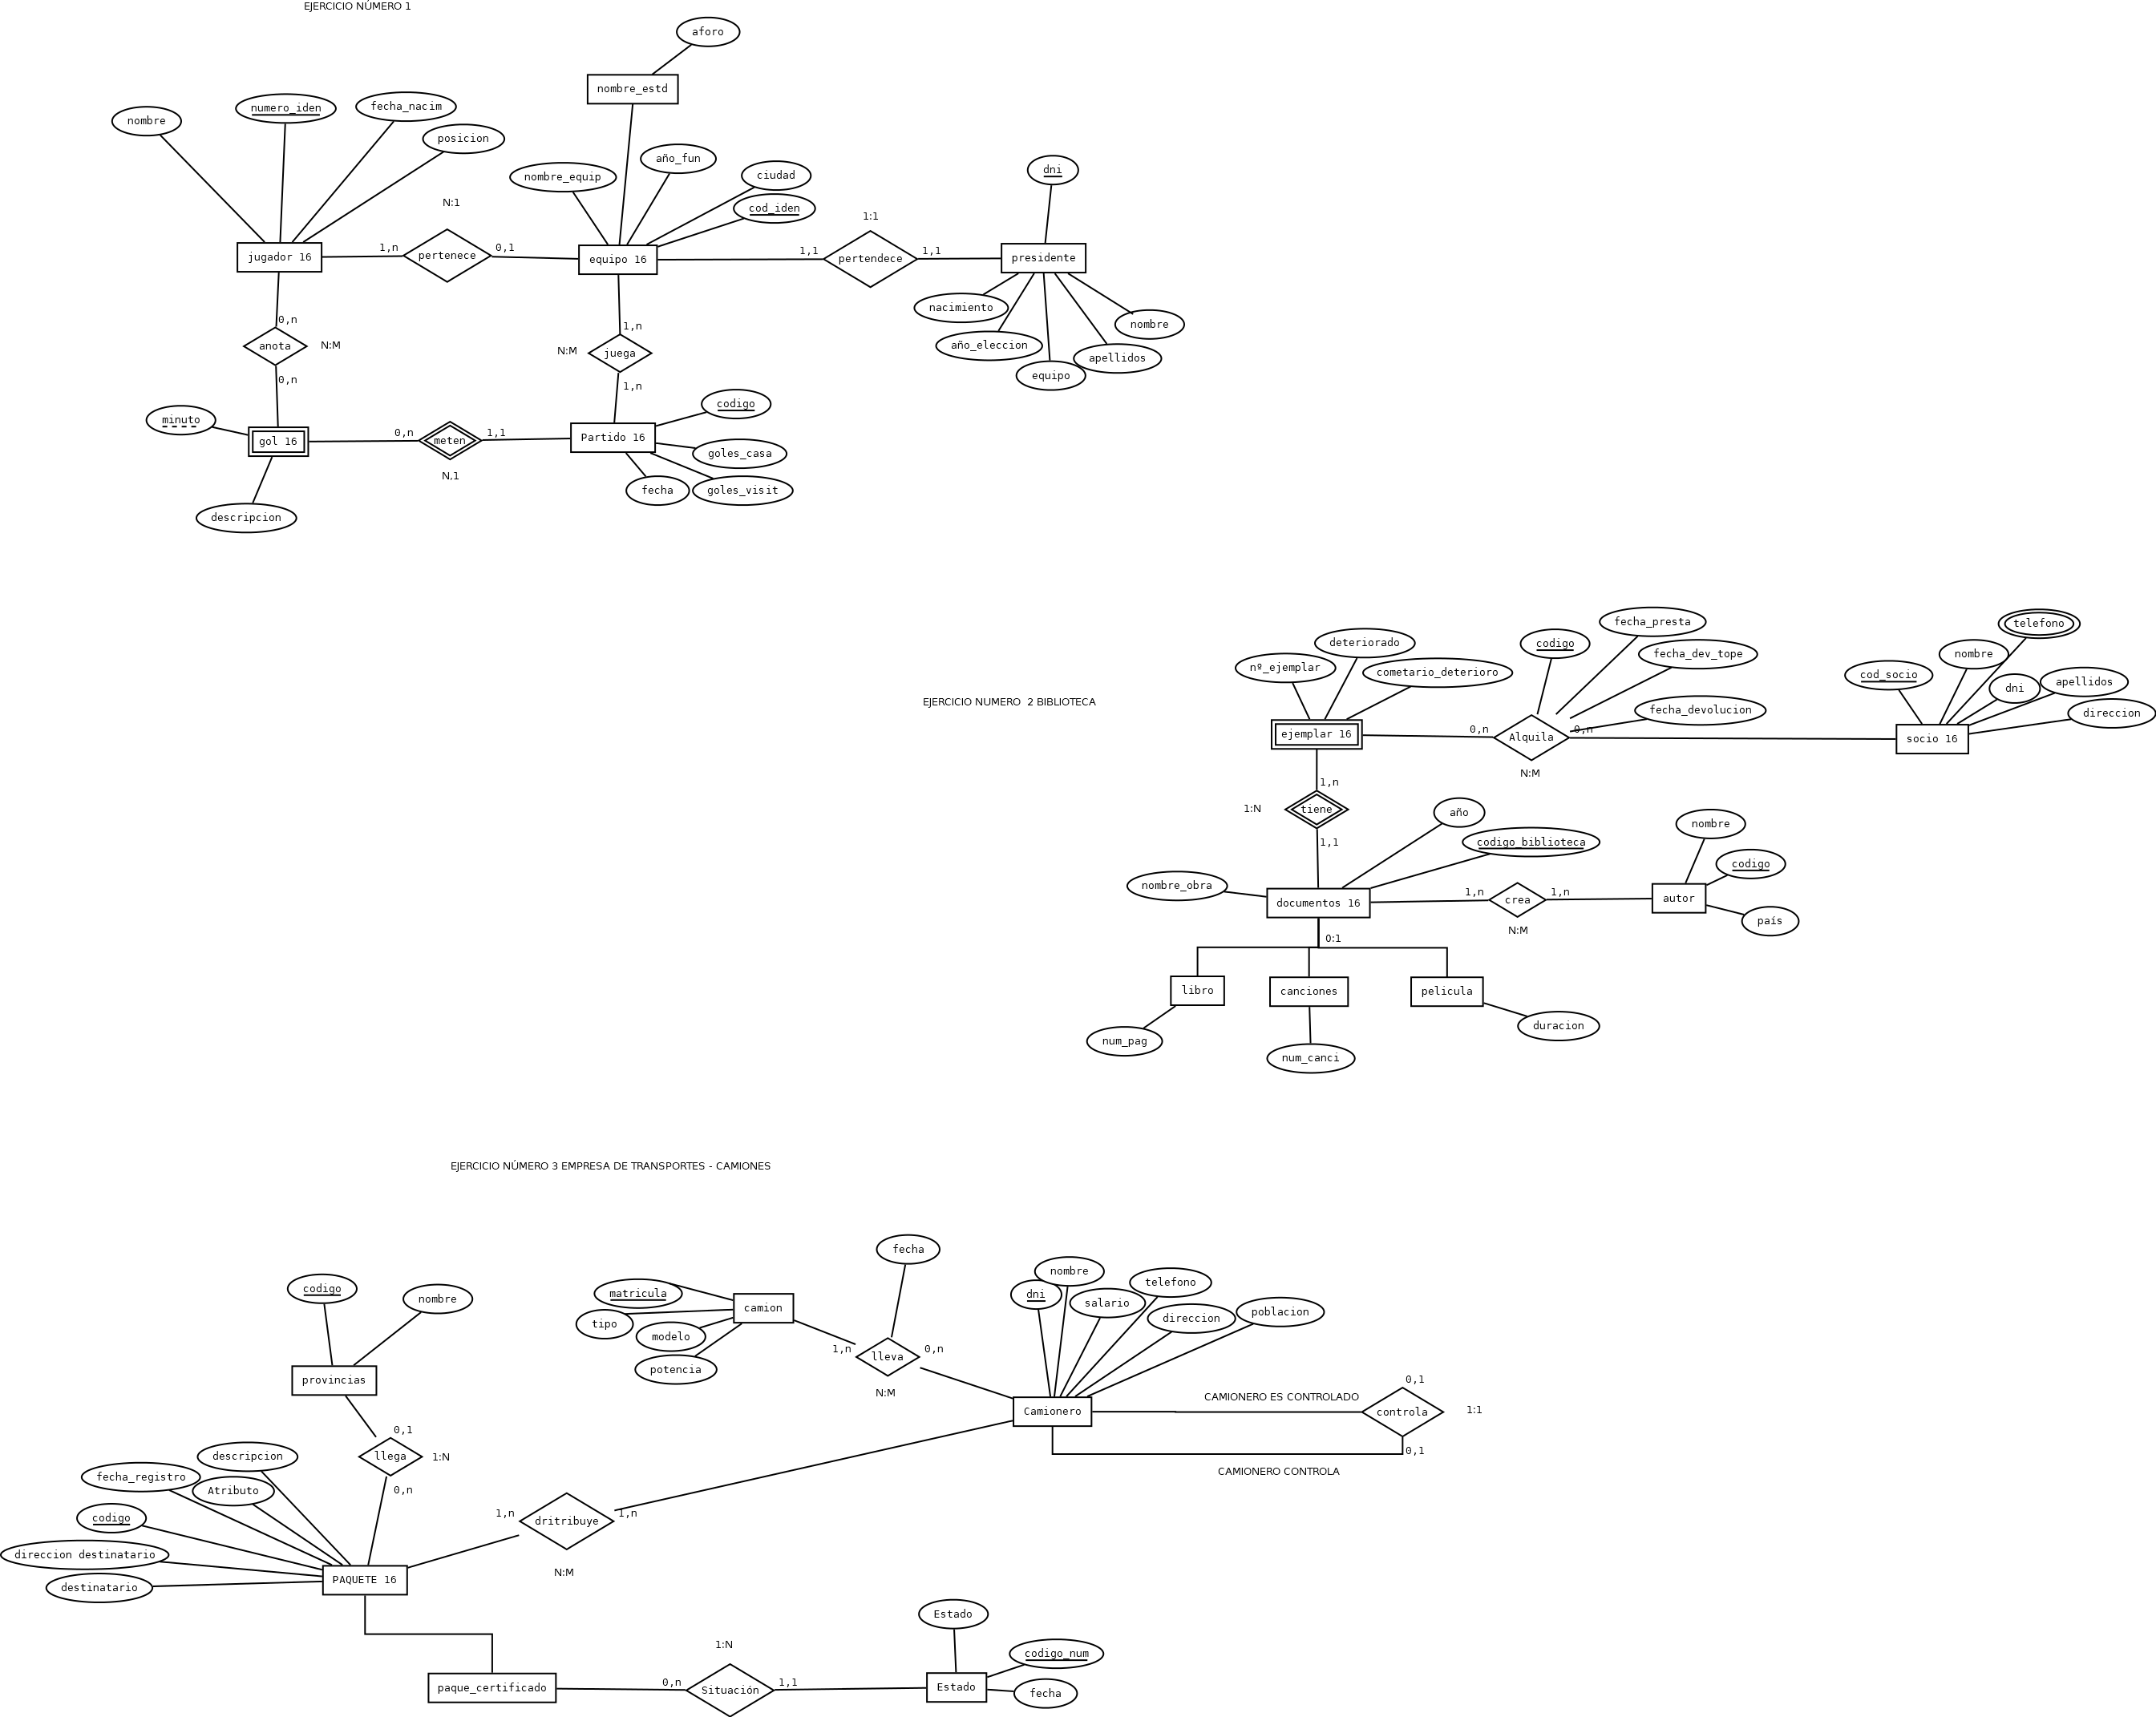 EJERCICIO NÚMERO 1
aforo
nombre_estd
nombre
numero_iden
fecha_nacim
posicion
nombre_equip
año_fun
ciudad
cod_iden
dni
N:1
1:1
jugador 16
1,n
pertenece
0,1
equipo 16
1,1
pertendece
1,1
presidente
nacimiento
año_eleccion
equipo
apellidos
nombre
0,n
anota
N:M
0,n
1,n
N:M
juega
1,n
minuto
gol 16
0,n
meten
1,1
N,1
Partido 16
codigo
goles_casa
goles_visit
fecha
descripcion
EJERCICIO NUMERO  2 BIBLIOTECA
nº_ejemplar
deteriorado
cometario_deterioro
codigo
fecha_presta
fecha_dev_tope
fecha_devolucion
cod_socio
nombre
telefono
dni
apellidos
direccion
ejemplar 16
0,n
Alquila
0,n
socio 16
N:M
1,n
1:N
tiene
1,1
año
codigo_biblioteca
nombre_obra
documentos 16
1,n
crea
1,n
N:M
autor
nombre
codigo
país
0:1
libro
canciones
pelicula
num_pag
num_canci
duracion
EJERCICIO NÚMERO 3 EMPRESA DE TRANSPORTES - CAMIONES
codigo
nombre
provincias
matricula
tipo
modelo
potencia
camion
fecha
1,n
lleva
0,n
N:M
dni
nombre
salario
telefono
direccion
poblacion
Camionero
CAMIONERO ES CONTROLADO
0,1
controla
1:1
0,1
CAMIONERO CONTROLA
0,1
llega
1:N
0,n
descripcion
fecha_registro
Atributo
codigo
direccion destinatario
destinatario
PAQUETE 16
1,n
dritribuye
1,n
N:M
paque_certificado
1:N
0,n
Situación
1,1
Estado
Estado
codigo_num
fecha